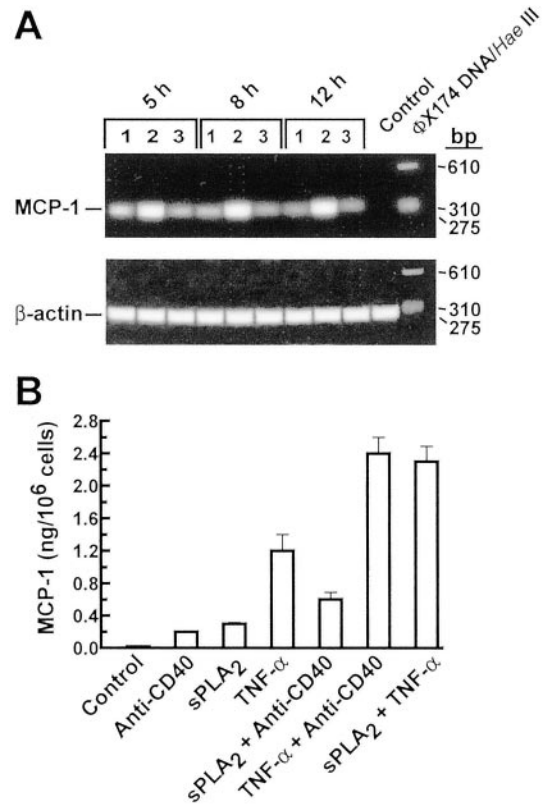 A
5 h 8 h 12 h Control ΦX174 DNA/Hae III
1 2 3 1 2 3 1 2 3 bp
610
MCP-1
310
275
610
β-actin
310
275
B
MCP-1 (ng/10⁶ cells)
2.8
2.4
2.0
1.6
1.2
0.8
0.4
0.0
Control
Anti-CD40
sPLA₂
TNF-α
sPLA₂ + Anti-CD40
TNF-α + Anti-CD40
sPLA₂ + TNF-α